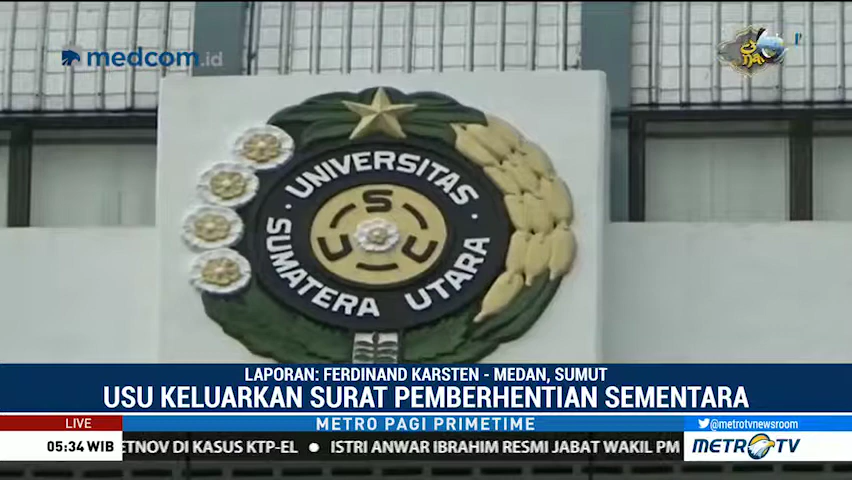 medcom.id
UNIVERSITAS
SUMATERA UTARA
U S U
LAPORAN: FERDINAND KARSTEN - MEDAN, SUMUT
USU KELUARKAN SURAT PEMBERHENTIAN SEMENTARA
LIVE
METRO PAGI PRIMETIME
@metrotvnewsroom
05:34 WIB
ETNOV DI KASUS KTP-EL ● ISTRI ANWAR IBRAHIM RESMI JABAT WAKIL PM
METRO TV